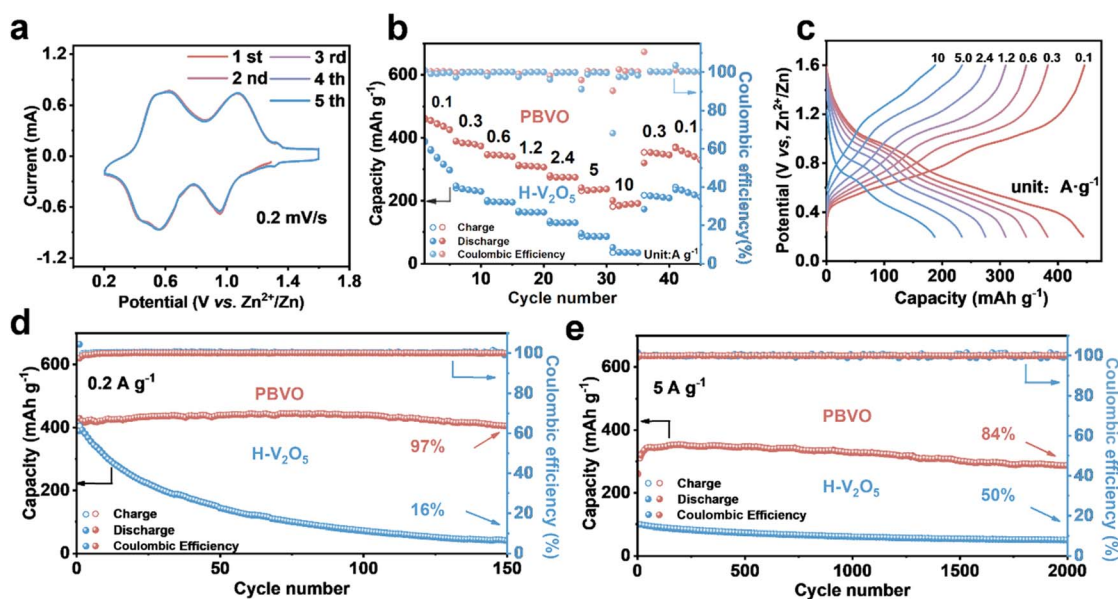 a
1.2
0.6
0.0
-0.6
-1.2
Current (mA)
1 st
2 nd
3 rd
4 th
5 th
0.2 mV/s
0.0 0.6 1.2 1.8
Potential (V vs. Zn²⁺/Zn)
b
600
400
200
0
Capacity (mAh g⁻¹)
100
80
60
40
20
0
Coulombic efficiency(%)
PBVO
0.1
0.3
0.6
1.2
2.4
5
10
0.3
0.1
H-V₂O₅
Charge
Discharge
Coulombic Efficiency
Unit:A g⁻¹
0 10 20 30 40
Cycle number
c
1.6
1.2
0.8
0.4
Potential (V vs, Zn²⁺/Zn)
10 5.0 2.4 1.2 0.6 0.3 0.1
unit: A·g⁻¹
0 100 200 300 400 500
Capacity (mAh g⁻¹)
d
600
400
200
0
Capacity (mAh g⁻¹)
0.2 A g⁻¹
PBVO
97%
H-V₂O₅
16%
Charge
Discharge
Coulombic Efficiency
100
80
60
40
20
0
Coulombic efficiency (%)
0 50 100 150
Cycle number
e
600
400
200
0
Capacity (mAh g⁻¹)
5 A g⁻¹
PBVO
84%
H-V₂O₅
50%
Charge
Discharge
Coulombic Efficiency
100
80
60
40
20
0
Coulombic efficiency (%)
0 500 1000 1500 2000
Cycle number